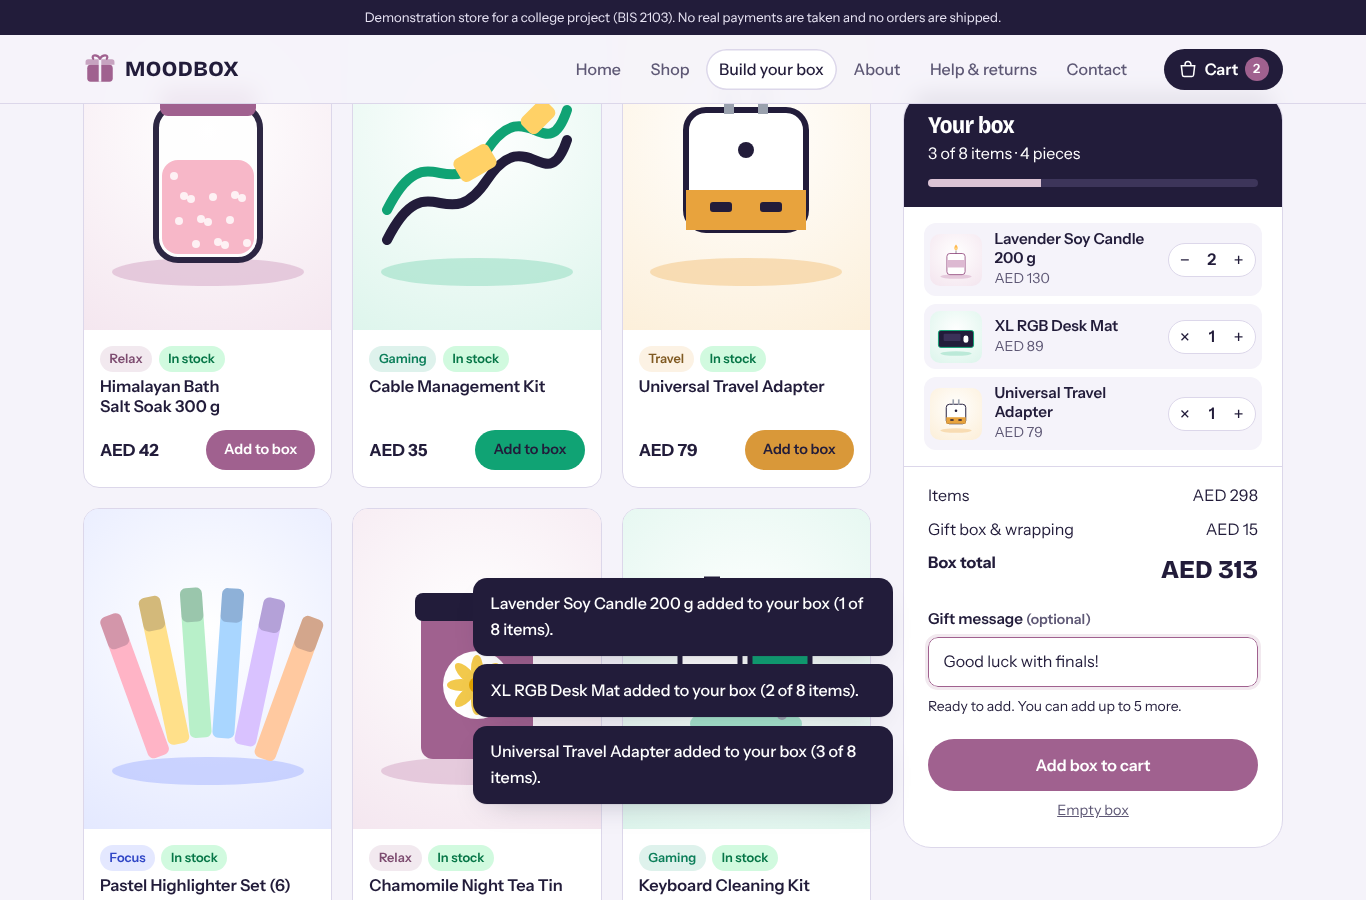 Demonstration store for a college project (BIS 2103). No real payments are taken and no orders are shipped.
MOODBOX
Home
Shop
Build your box
About
Help & returns
Contact
Cart 2
Himalayan Bath
Salt Soak 300 g
Relax
In stock
AED 42
Add to box
Gaming
In stock
Cable Management Kit
AED 35
Add to box
Travel
In stock
Universal Travel Adapter
AED 79
Add to box
Focus
In stock
Pastel Highlighter Set (6)
Relax
In stock
Chamomile Night Tea Tin
Gaming
In stock
Keyboard Cleaning Kit
Lavender Soy Candle 200 g added to your box (1 of
8 items).
XL RGB Desk Mat added to your box (2 of 8 items).
Universal Travel Adapter added to your box (3 of 8
items).
Your box
3 of 8 items · 4 pieces
Lavender Soy Candle
200 g
AED 130
− 2 +
XL RGB Desk Mat
AED 89
× 1 +
Universal Travel
Adapter
AED 79
× 1 +
Items AED 298
Gift box & wrapping AED 15
Box total AED 313
Gift message (optional)
Good luck with finals!
Ready to add. You can add up to 5 more.
Add box to cart
Empty box